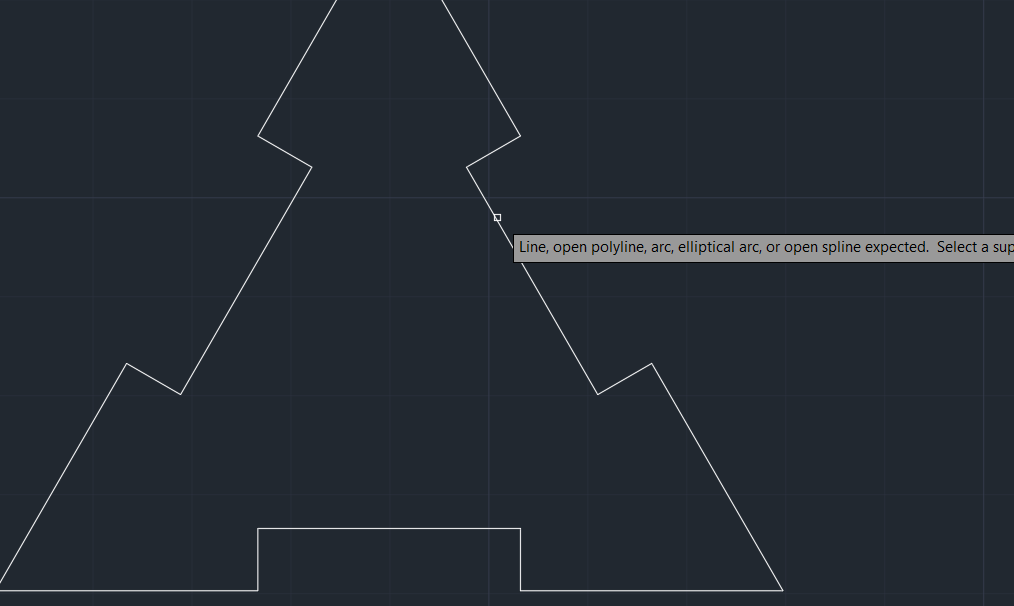 Line, open polyline, arc, elliptical arc, or open spline expected.  Select a sup